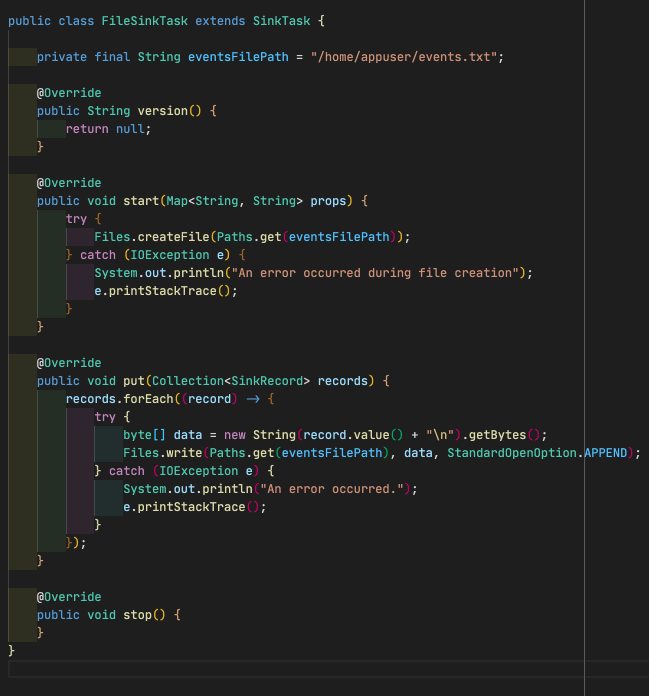 public class FileSinkTask extends SinkTask {
private final String eventsFilePath = "/home/appuser/events.txt";
@Override
public String version() {
return null;
}
@Override
public void start(Map<String, String> props) {
try {
Files.createFile(Paths.get(eventsFilePath));
} catch (IOException e) {
System.out.println("An error occurred during file creation");
e.printStackTrace();
}
}
@Override
public void put(Collection<SinkRecord> records) {
records.forEach((record) -> {
try {
byte[] data = new String(record.value() + "\n").getBytes();
Files.write(Paths.get(eventsFilePath), data, StandardOpenOption.APPEND);
} catch (IOException e) {
System.out.println("An error occurred.");
e.printStackTrace();
}
});
}
@Override
public void stop() {
}
}